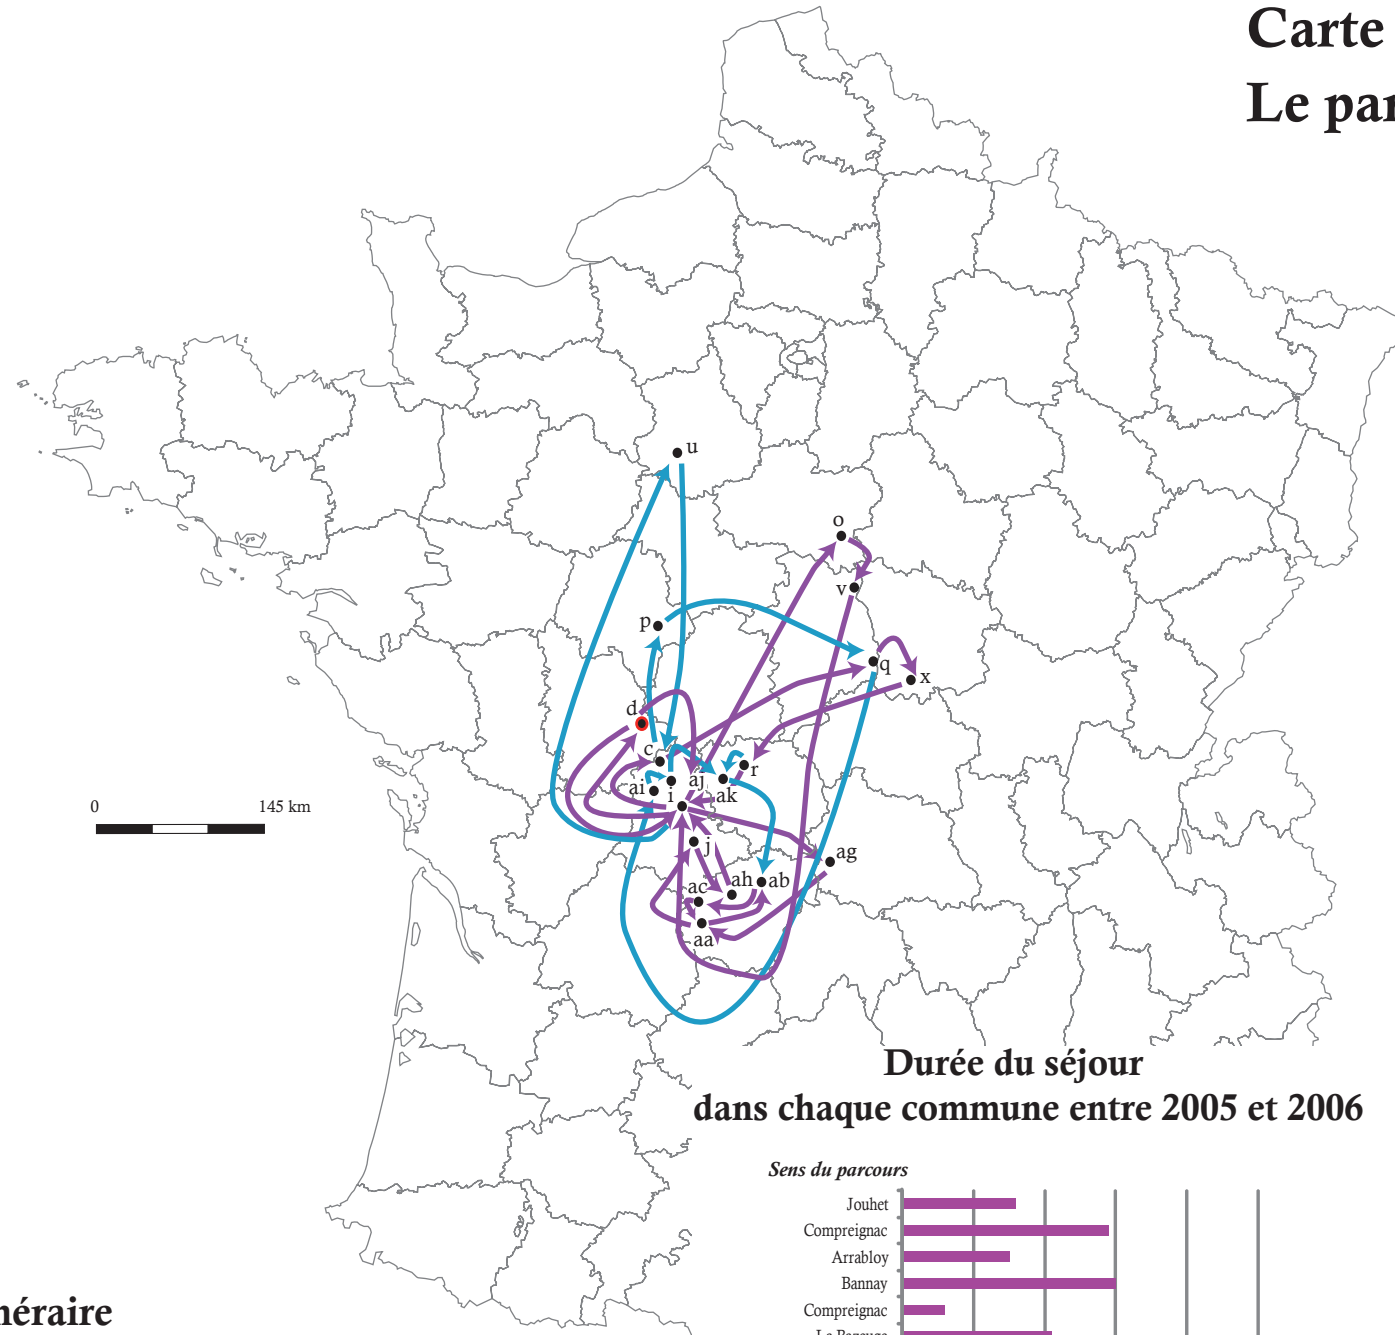 Carte
Le par
u
o
v
p
q
x
d
c
r
aj
ai
i
ak
0
145 km
j
ag
ah
ab
ac
aa
Durée du séjour
dans chaque commune entre 2005 et 2006
Sens du parcours
Jouhet
Compreignac
Arrabloy
Bannay
Compreignac
néraire